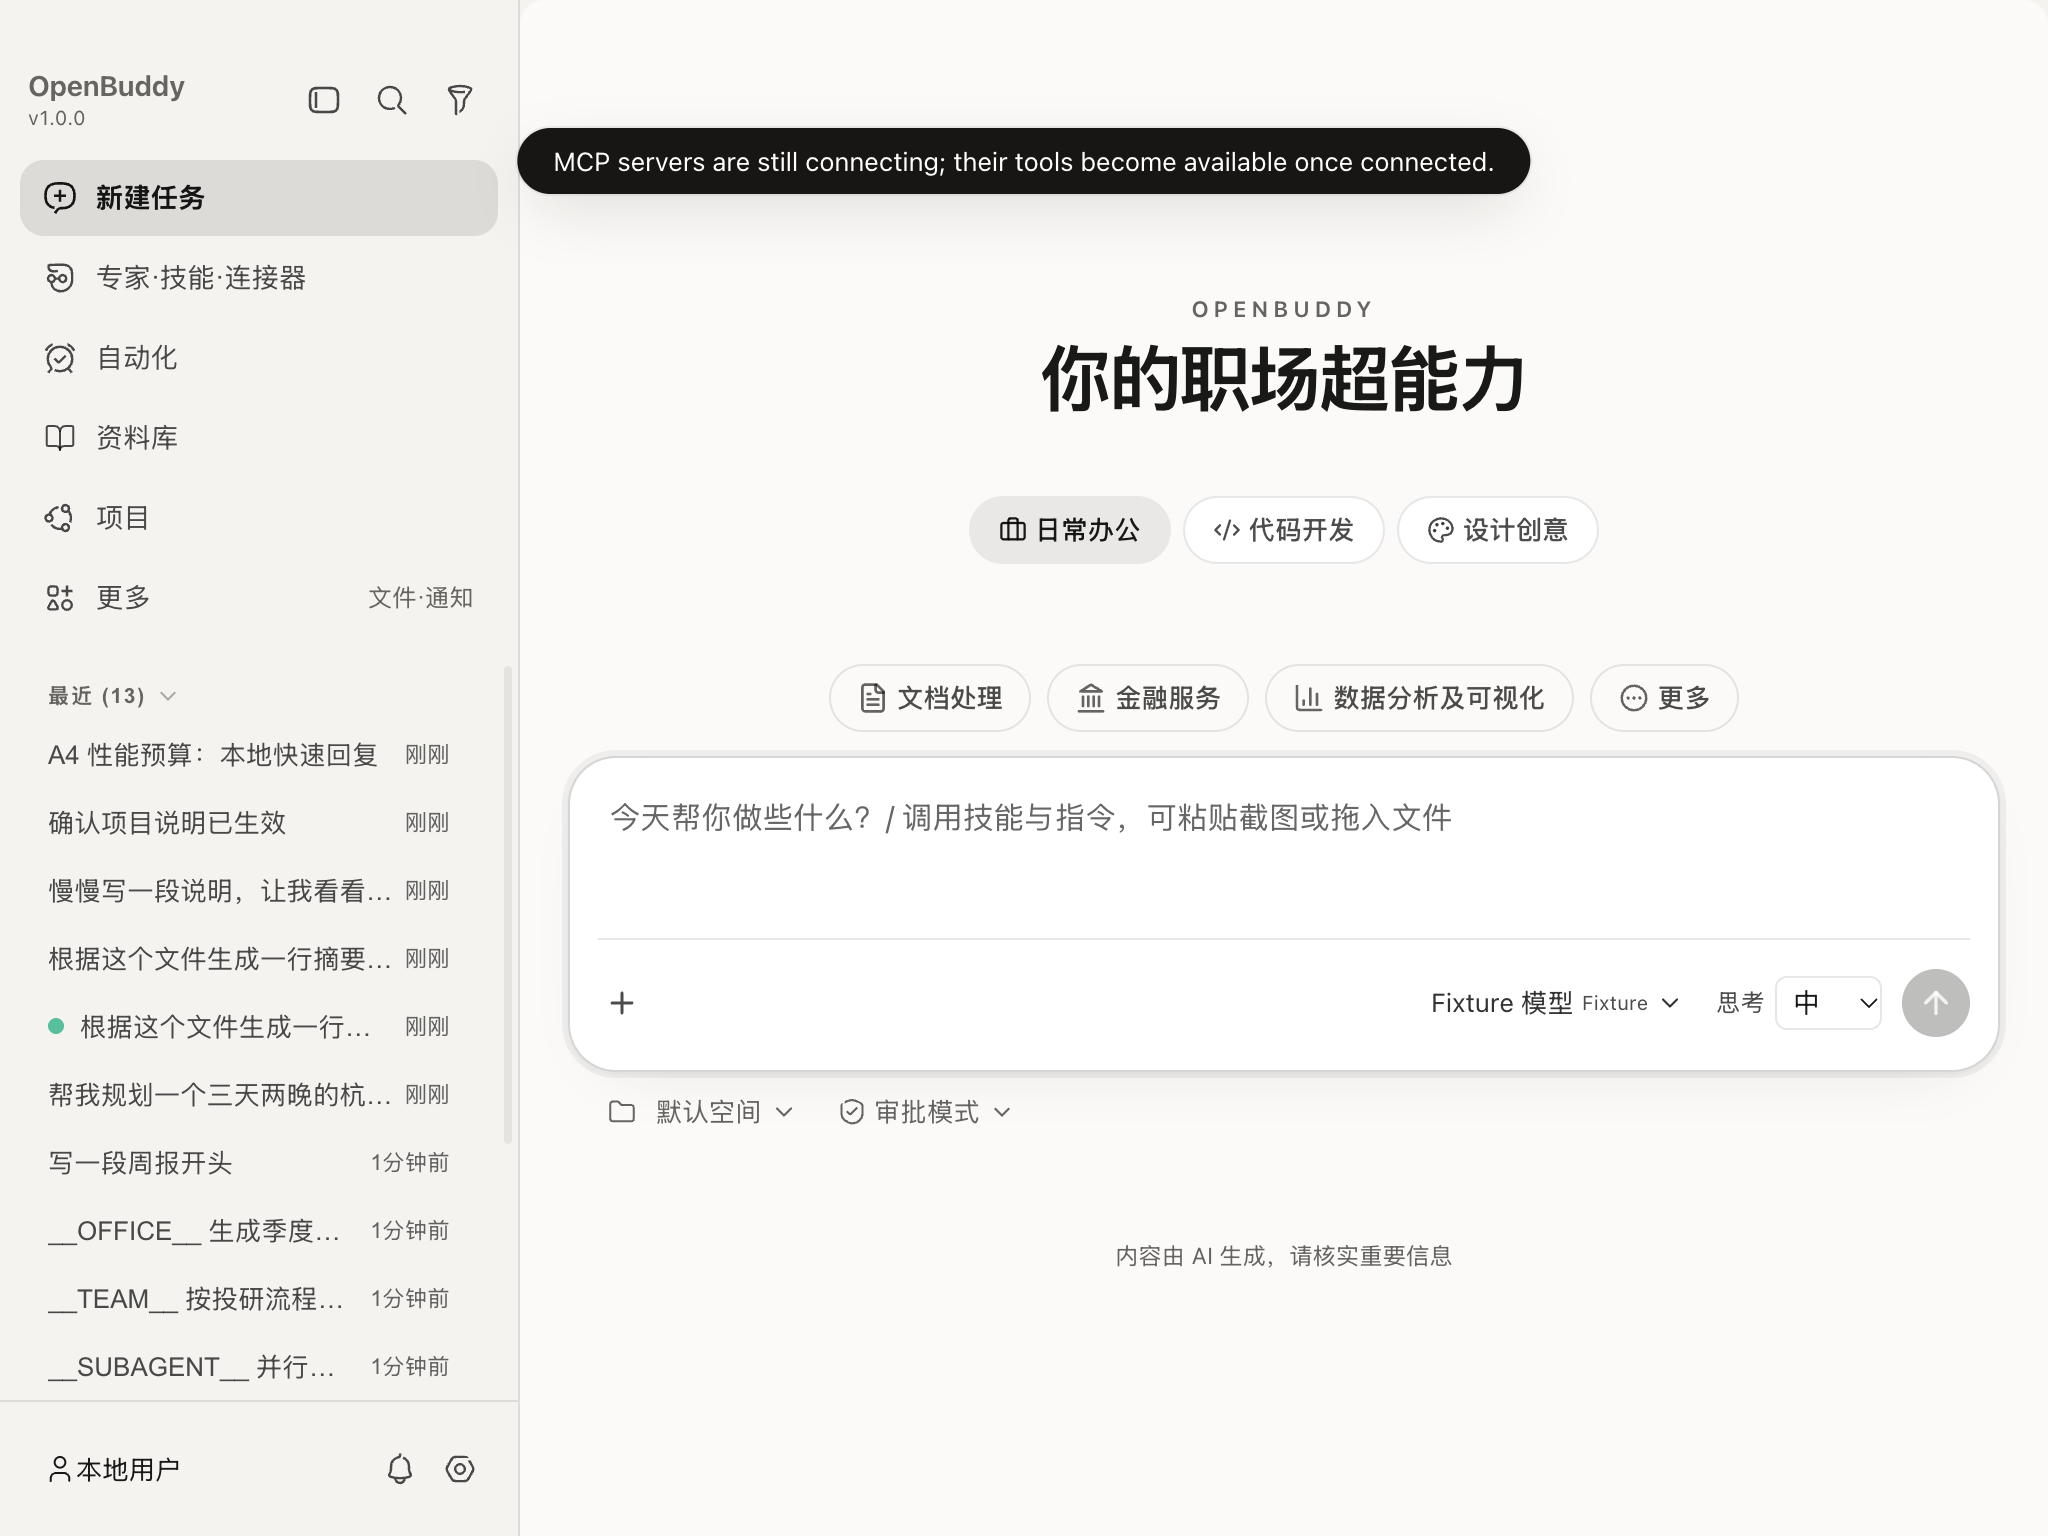 OpenBuddy
v1.0.0
新建任务
专家·技能·连接器
自动化
资料库
项目
更多 文件·通知
最近 (13)
A4 性能预算：本地快速回复 刚刚
确认项目说明已生效 刚刚
慢慢写一段说明，让我看看... 刚刚
根据这个文件生成一行摘要... 刚刚
根据这个文件生成一行... 刚刚
帮我规划一个三天两晚的杭... 刚刚
写一段周报开头 1分钟前
__OFFICE__ 生成季度... 1分钟前
__TEAM__ 按投研流程... 1分钟前
__SUBAGENT__ 并行... 1分钟前
本地用户
MCP servers are still connecting; their tools become available once connected.
OPENBUDDY
你的职场超能力
日常办公 代码开发 设计创意
文档处理 金融服务 数据分析及可视化 更多
今天帮你做些什么？/ 调用技能与指令，可粘贴截图或拖入文件
Fixture 模型 Fixture 思考 中
默认空间 审批模式
内容由 AI 生成，请核实重要信息